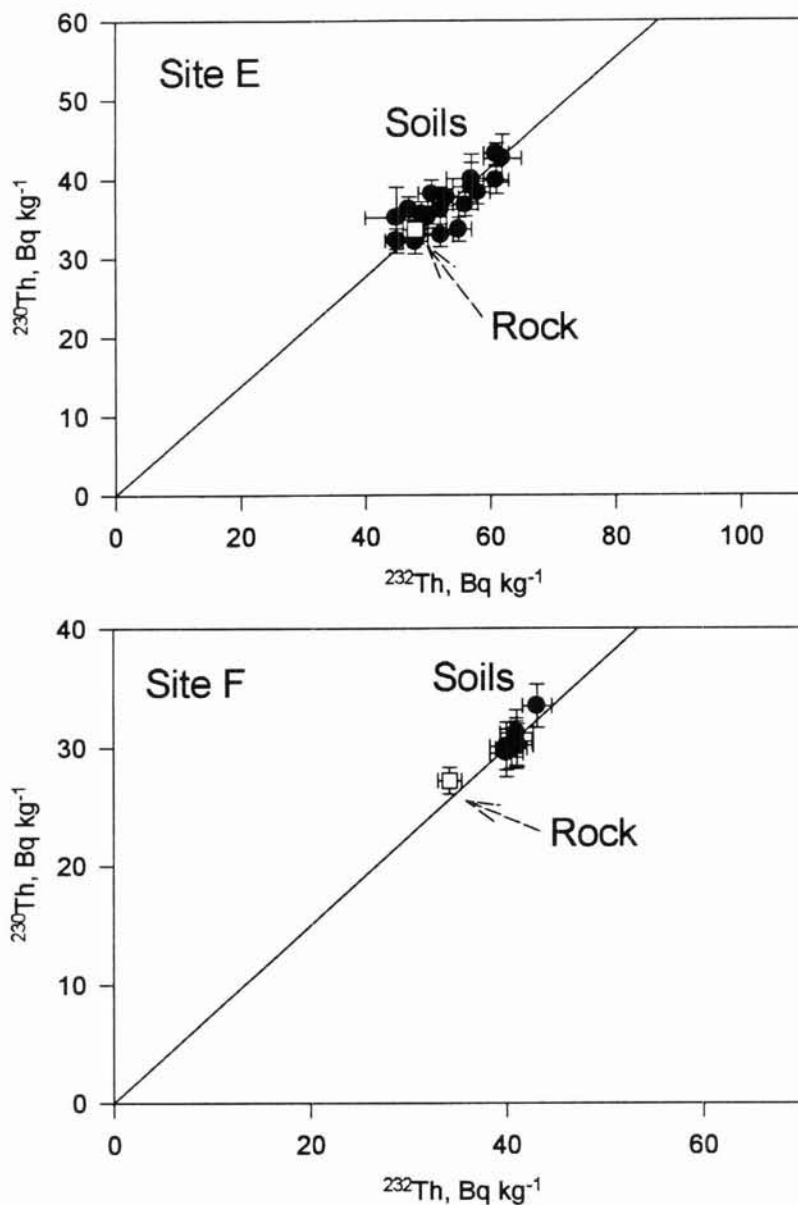 60
Site E
50
Soils
40
30
Rock
20
10
0
0 20 40 60 80 100
²³⁰Th, Bq kg⁻¹
²³²Th, Bq kg⁻¹
40
Site F
Soils
30
Rock
20
10
0
0 20 40 60
²³⁰Th, Bq kg⁻¹
²³²Th, Bq kg⁻¹